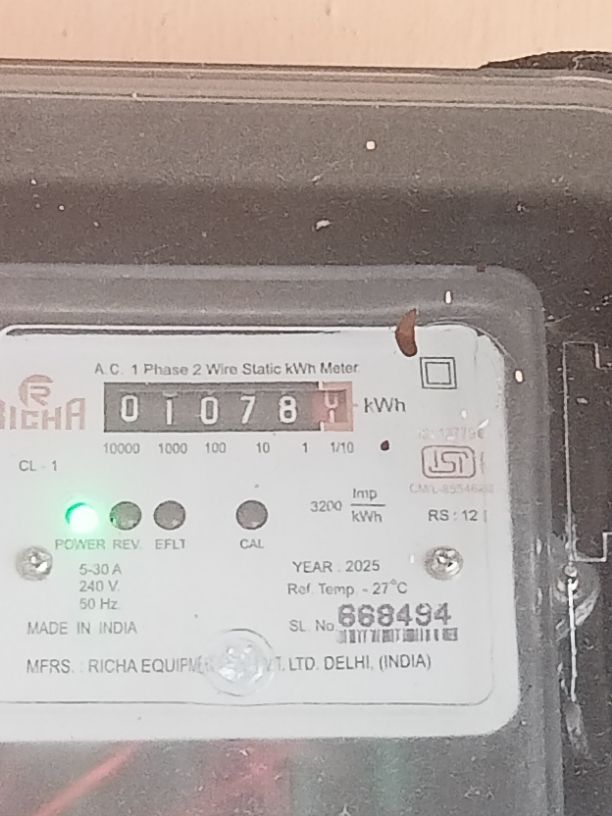 A.C. 1 Phase 2 Wire Static kWh Meter
RICHA
0 1 0 7 8 kWh
10000 1000 100 10 1 1/10
CL - 1
ISI
3200 Imp/kWh
RS : 12
POWER REV. EFLT CAL
5-30 A
240 V.
50 Hz.
YEAR : 2025
Ref. Temp. - 27°C
MADE IN INDIA
SL. No 668494
MFRS. : RICHA T. LTD. DELHI, (INDIA)